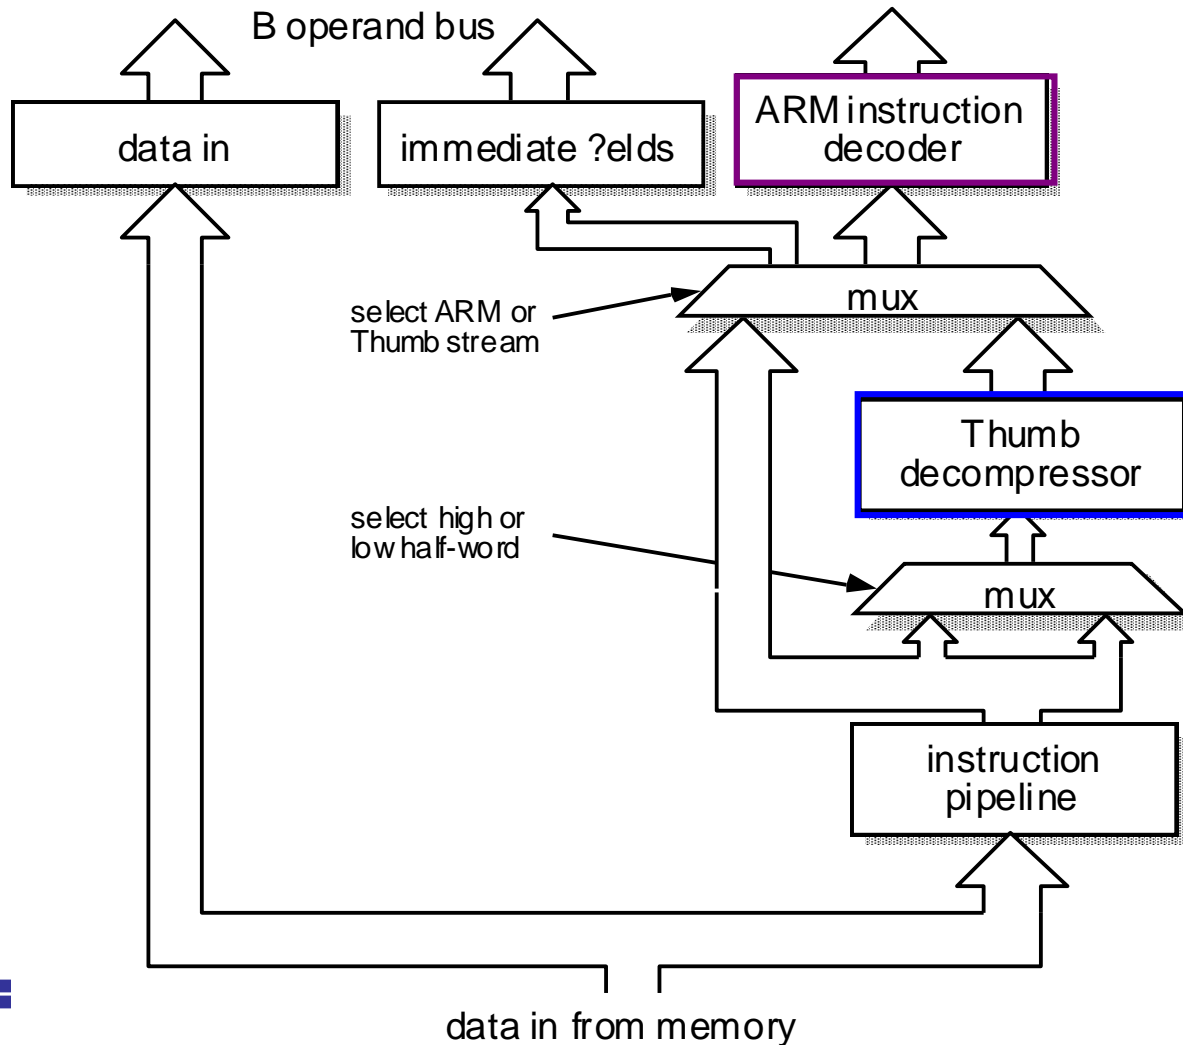 B operand bus
data in
immediate ?elds
ARM instruction
decoder
mux
select ARM or
Thumb stream
Thumb
decompressor
select high or
low half-word
mux
instruction
pipeline
data in from memory